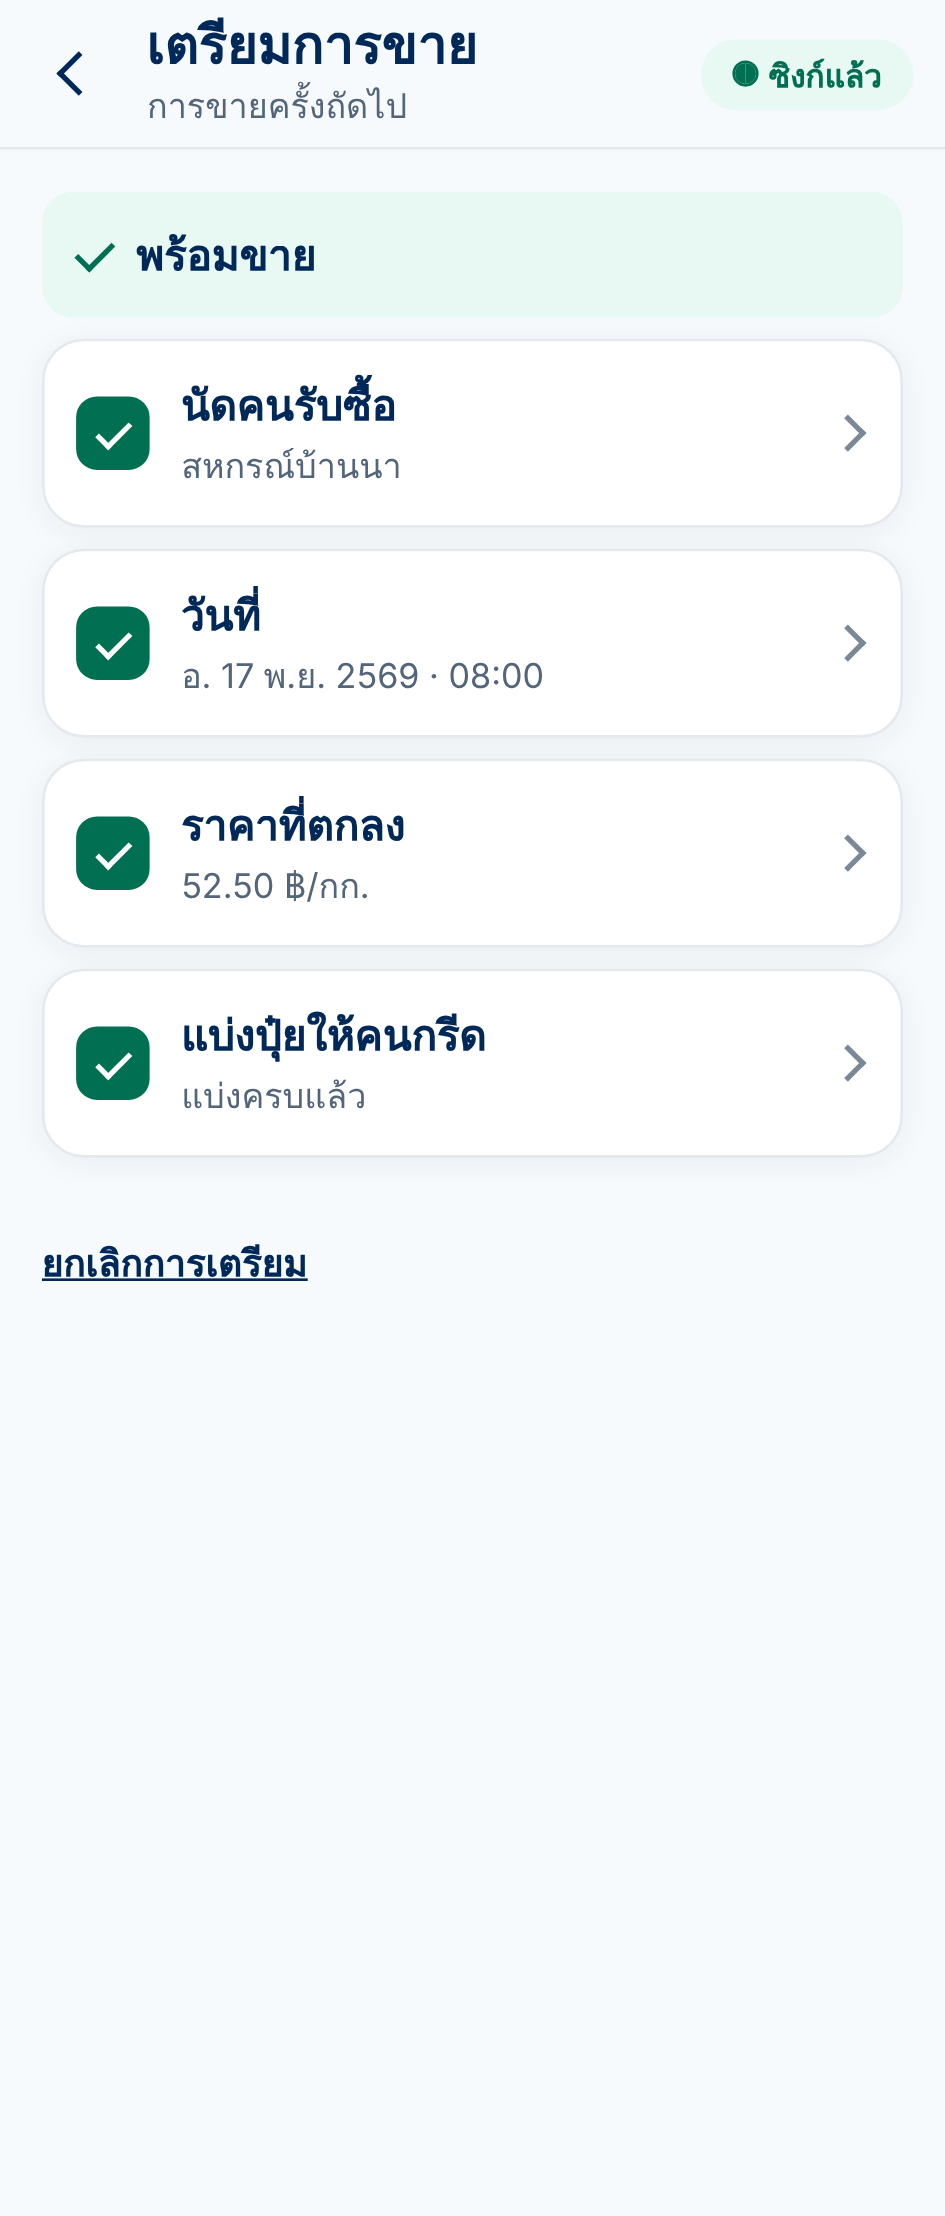 เตรียมการขาย
การขายครั้งถัดไป
ซิงก์แล้ว
พร้อมขาย
นัดคนรับซื้อ
สหกรณ์บ้านนา
วันที่
อ. 17 พ.ย. 2569 · 08:00
ราคาที่ตกลง
52.50 ฿/กก.
แบ่งปุ๋ยให้คนกรีด
แบ่งครบแล้ว
ยกเลิกการเตรียม